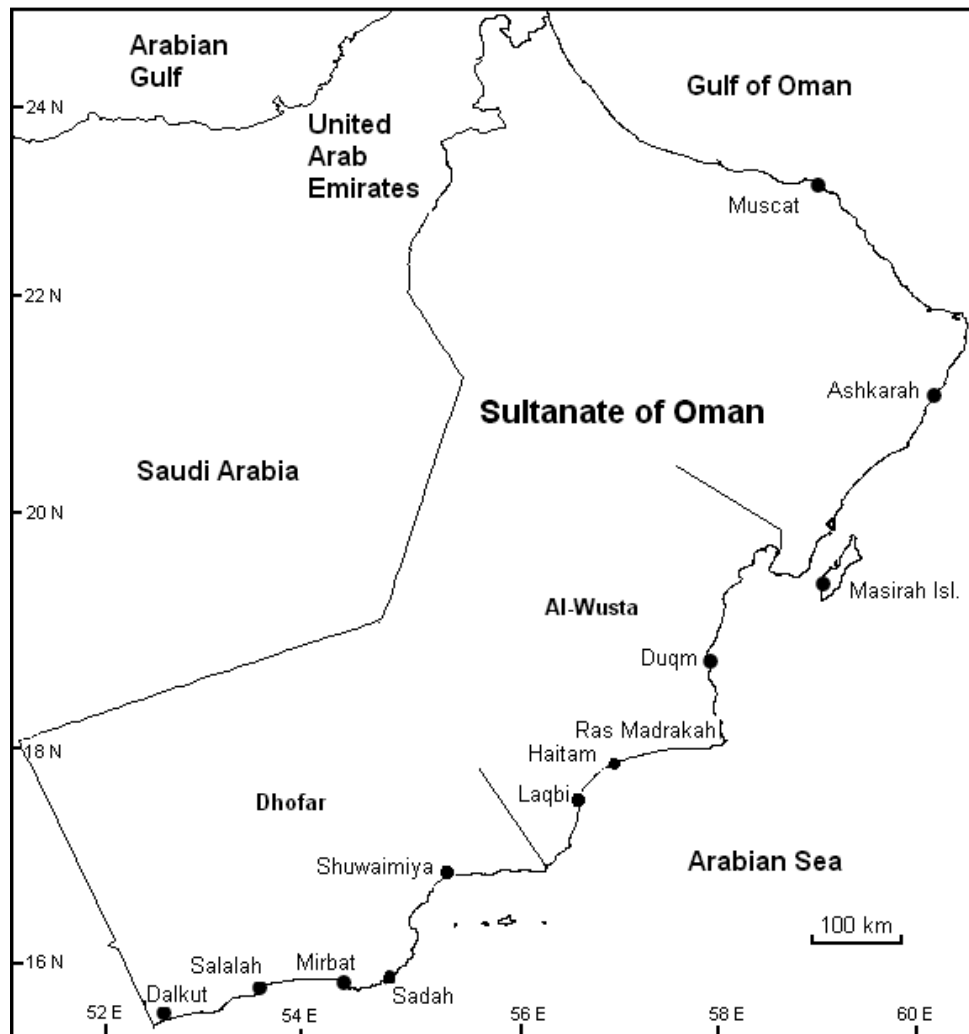 Arabian
Gulf
Gulf of Oman
24 N
United
Arab
Emirates
Muscat
22 N
Ashkarah
Sultanate of Oman
Saudi Arabia
20 N
Masirah Isl.
Al-Wusta
Duqm
Ras Madrakah
18 N
Haitam
Laqbi
Dhofar
Shuwaimiya
Arabian Sea
100 km
16 N
Salalah
Mirbat
Dalkut
Sadah
52 E
54 E
56 E
58 E
60 E